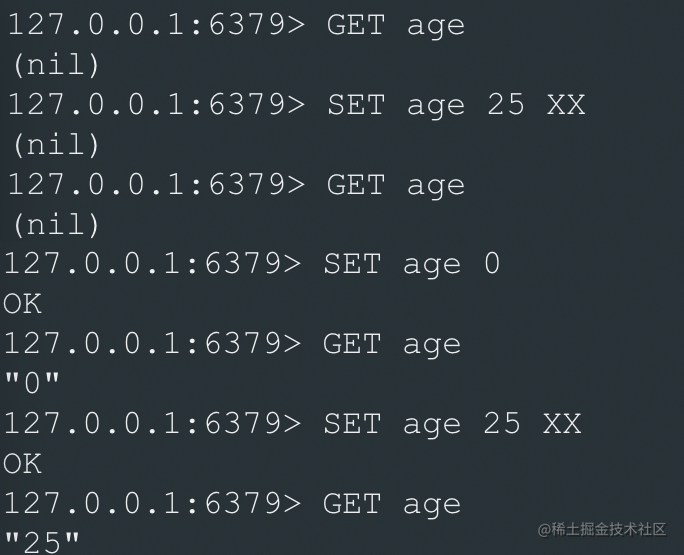 127.0.0.1:6379> GET age
(nil)
127.0.0.1:6379> SET age 25 XX
(nil)
127.0.0.1:6379> GET age
(nil)
127.0.0.1:6379> SET age 0
OK
127.0.0.1:6379> GET age
"0"
127.0.0.1:6379> SET age 25 XX
OK
127.0.0.1:6379> GET age
"25"
@稀土掘金技术社区